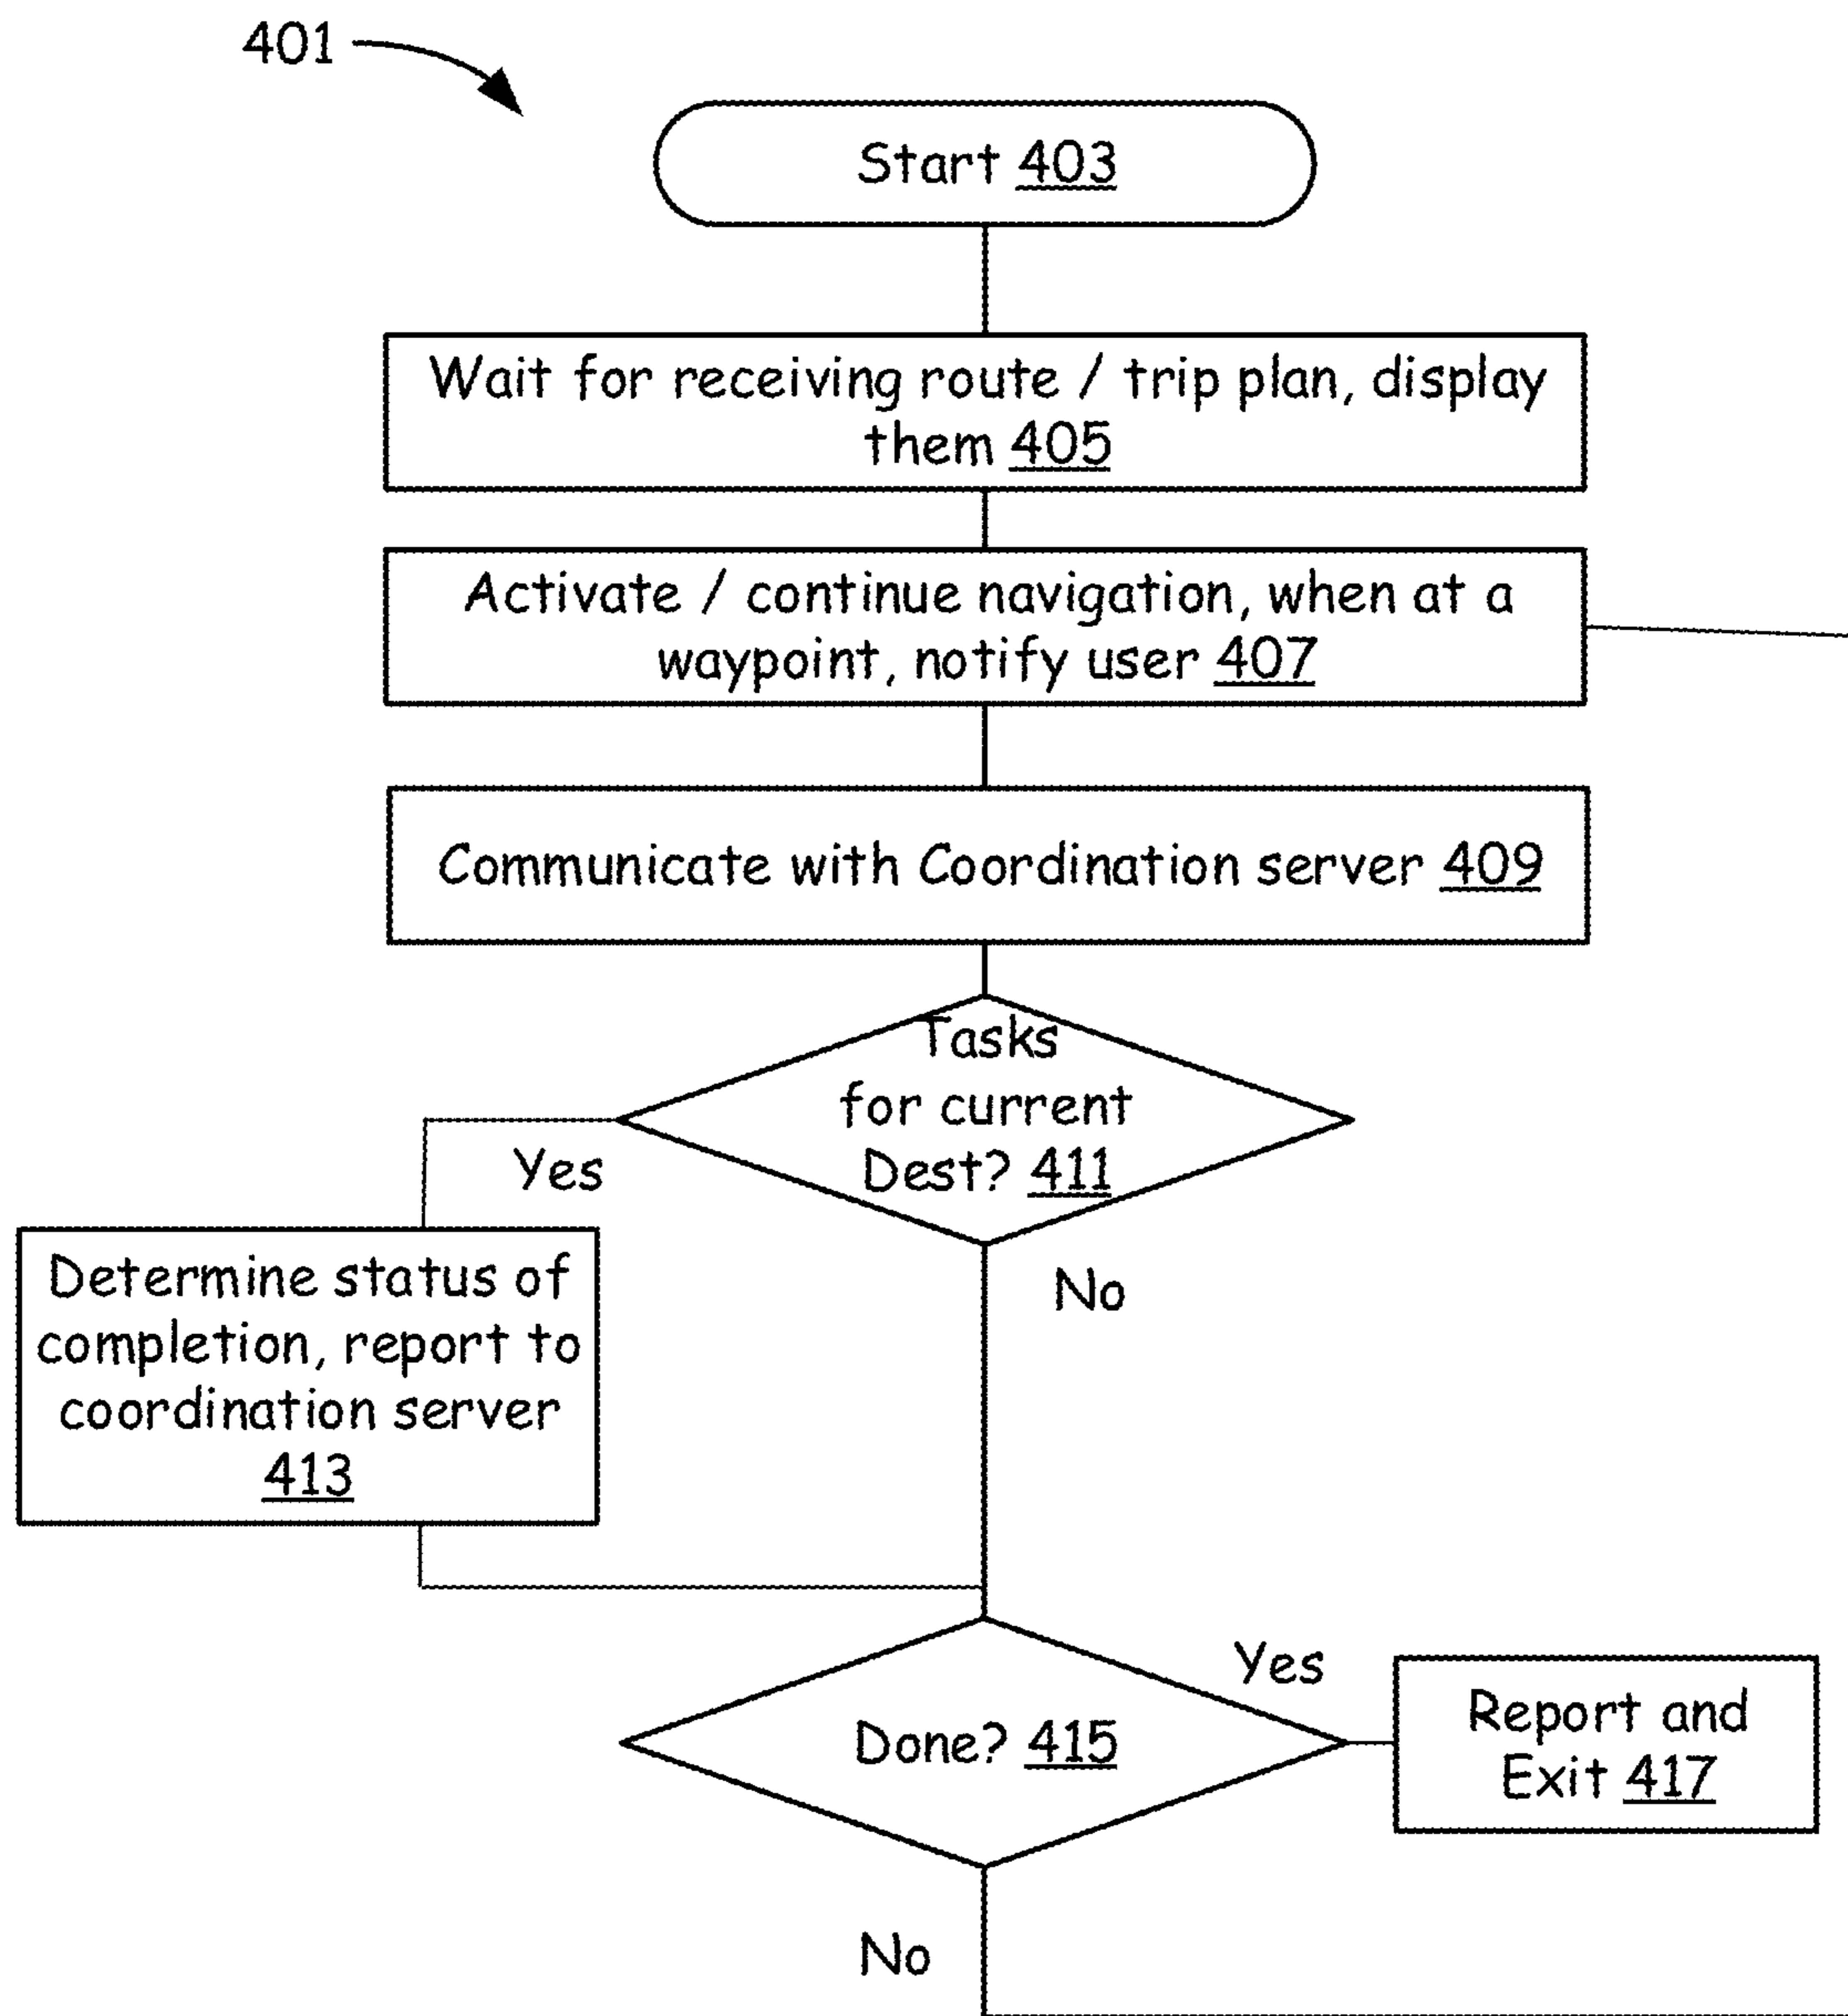 401
Start 403
Wait for receiving route / trip plan, display
them 405
Activate / continue navigation, when at a
waypoint, notify user 407
Communicate with Coordination server 409
Tasks
for current
Dest? 411
Yes
No
Determine status of
completion, report to
coordination server
413
Yes
Done? 415
Report and
Exit 417
No